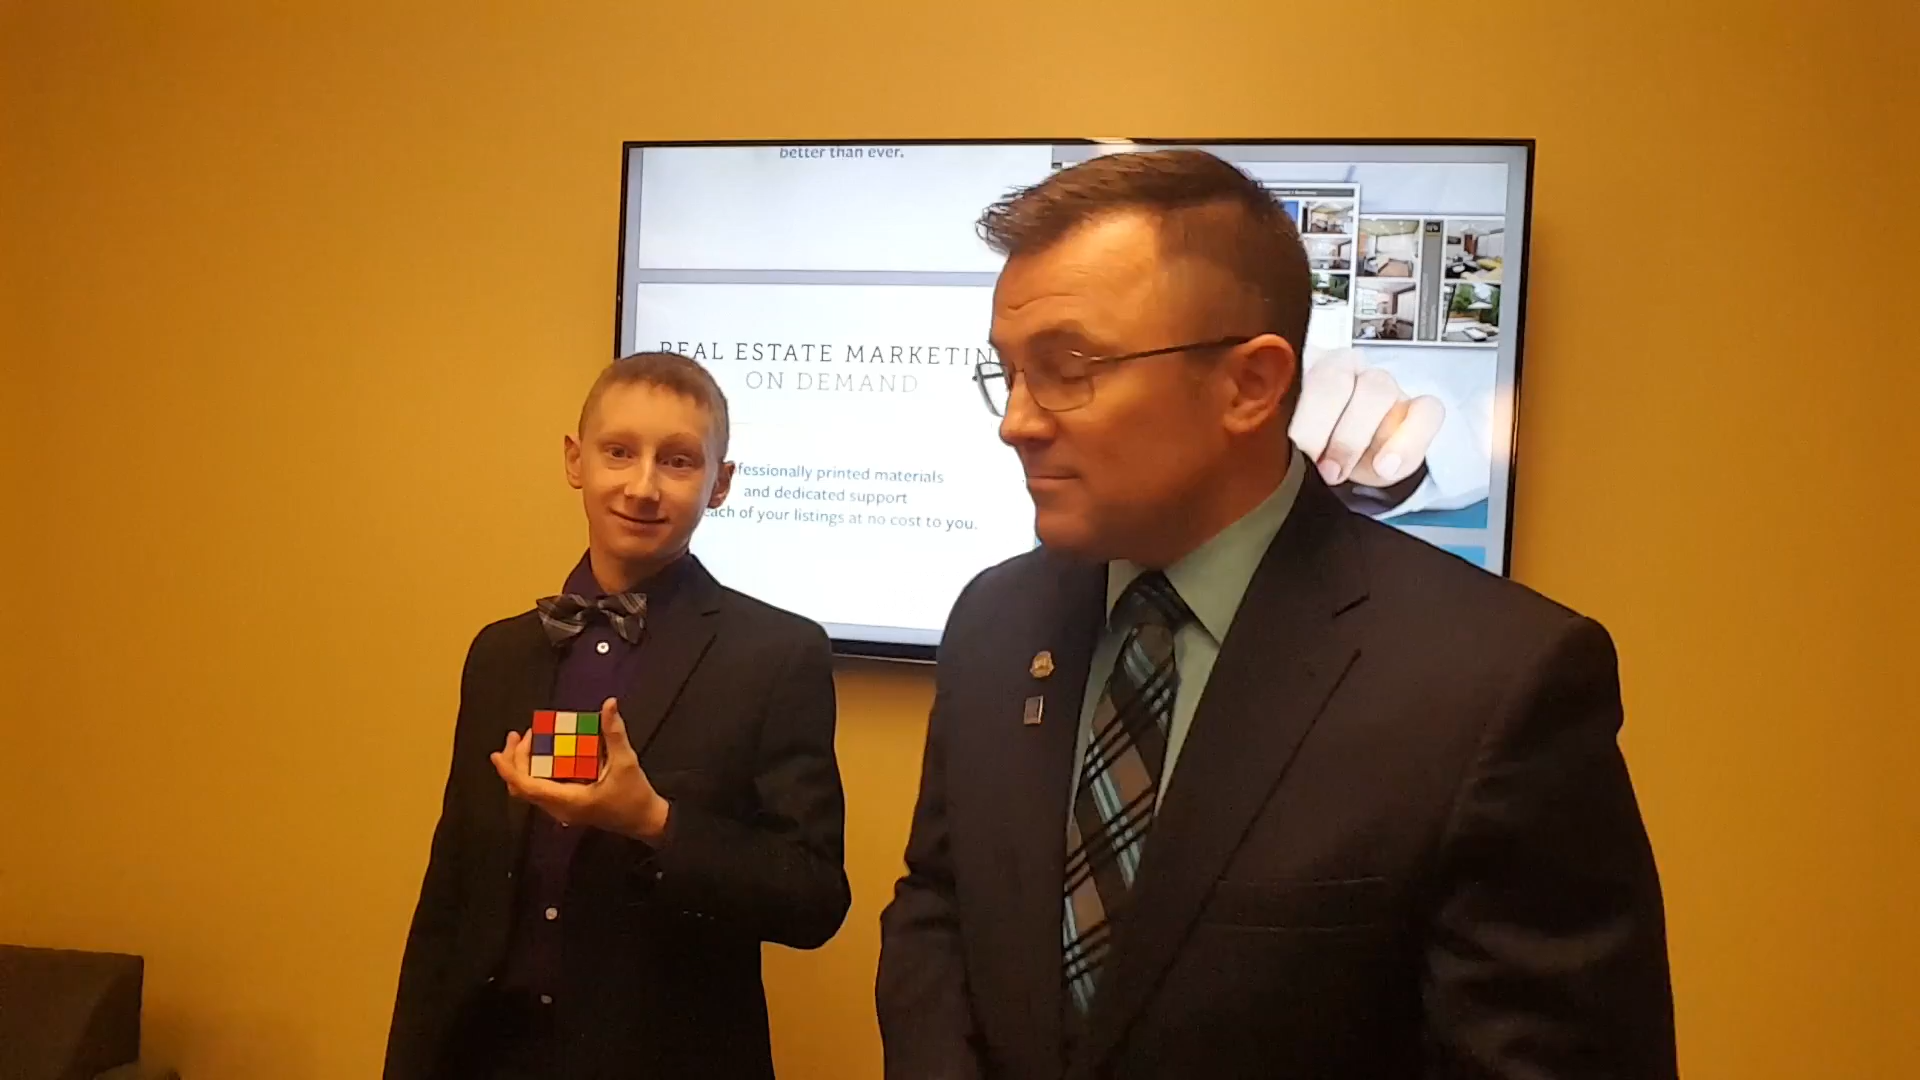 better than ever.
REAL ESTATE MARKETIN
ON DEMAND
fessionally printed materials
and dedicated support
each of your listings at no cost to you.